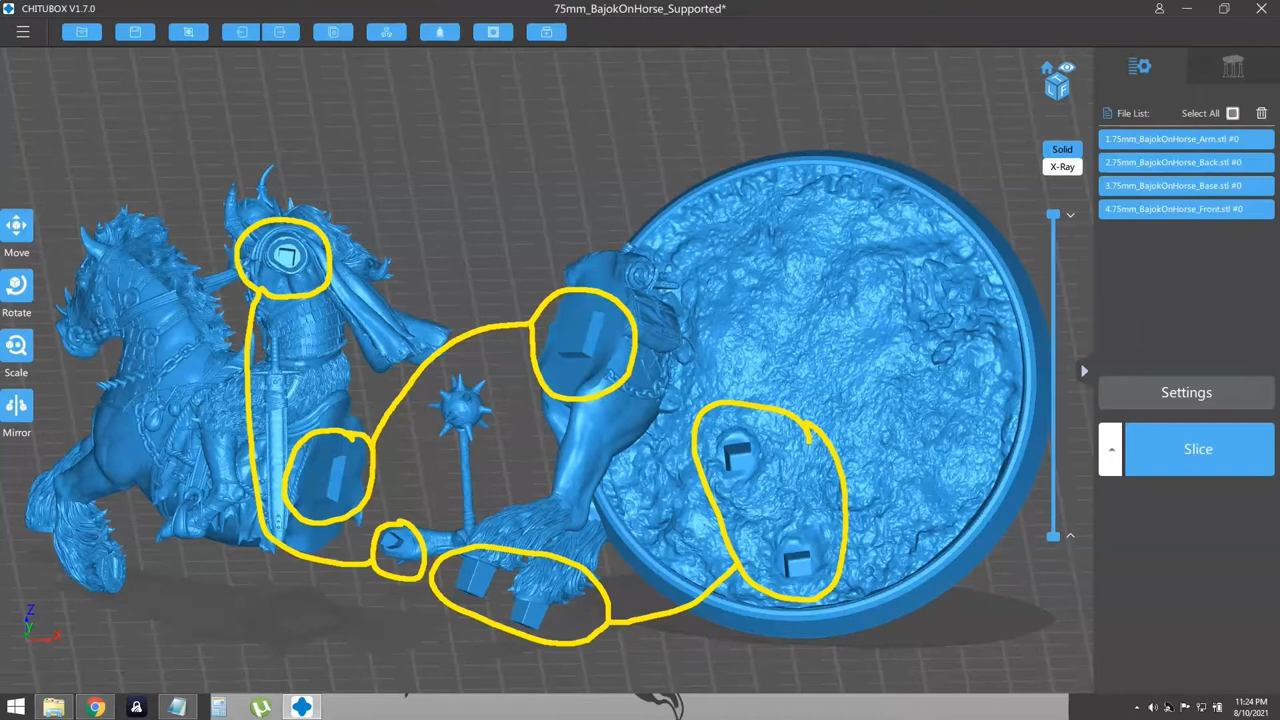 CHITUBOX V1.7.0
75mm_BajokOnHorse_Supported*
File List:
Select All
1.75mm_BajokOnHorse_Arm.stl #0
2.75mm_BajokOnHorse_Back.stl #0
3.75mm_BajokOnHorse_Base.stl #0
4.75mm_BajokOnHorse_Front.stl #0
Solid
X-Ray
Move
Rotate
Scale
Mirror
T
L F
Settings
Slice
Z
Y
X
11:24 PM
8/10/2021